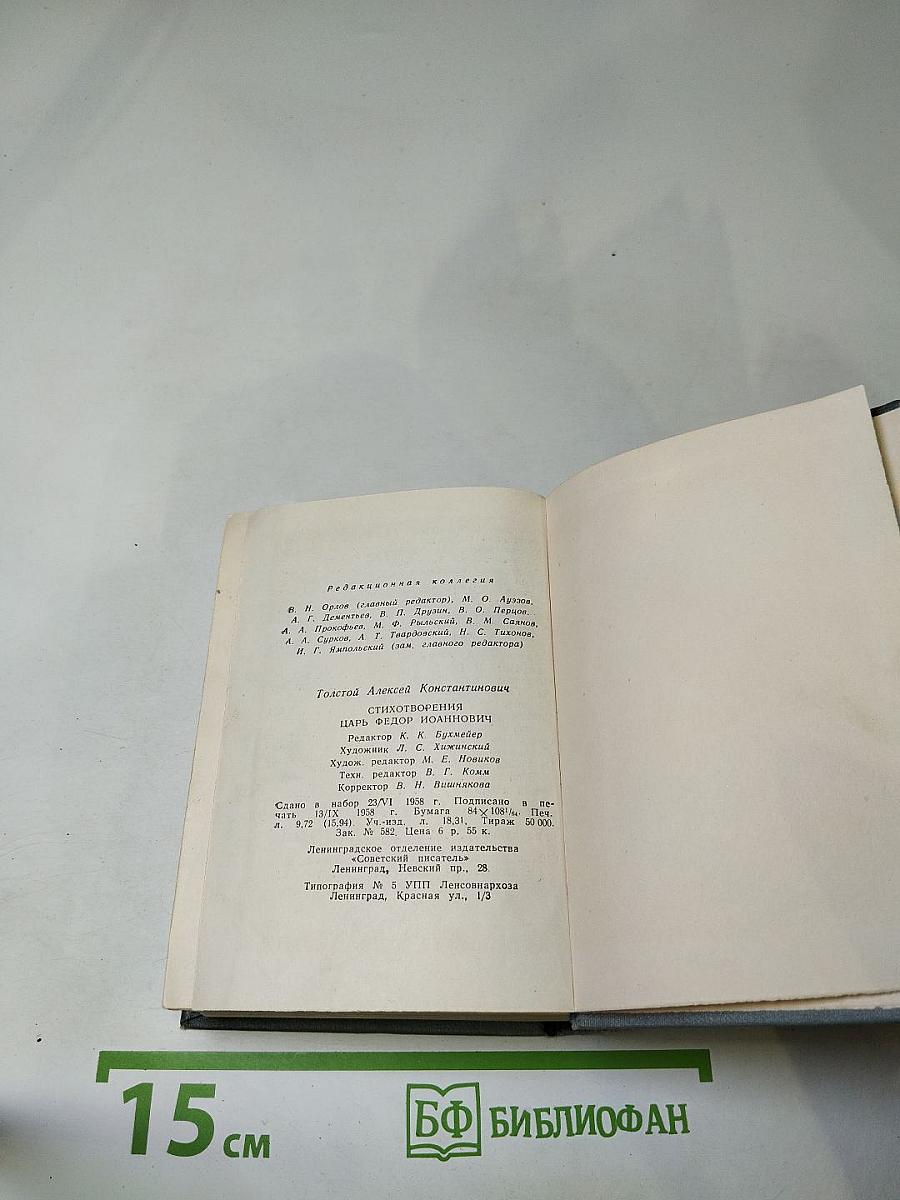 Редакционная коллегия
В. Н. Орлов (главный редактор), М. О. Ауэзов,
А. Г. Дементьев, В. П. Друзин, В. О. Перцов,
А. А. Прокофьев, М. Ф. Рыльский, В. М. Саянов,
А. А. Сурков, А. Т. Твардовский, Н. С. Тихонов,
И. Г. Ямпольский (зам. главного редактора)
Толстой Алексей Константинович
СТИХОТВОРЕНИЯ
ЦАРЬ ФЕДОР ИОАННОВИЧ
Редактор К. К. Бухмейер
Художник Л. С. Хижинский
Худож. редактор М. Е. Новиков
Техн. редактор В. Г. Комм
Корректор В. Н. Вишнякова
Сдано в набор 23/VI 1958 г. Подписано в пе-
чать 13/IX 1958 г. Бумага 84×108 1/64. Печ.
л. 9,72 (15,94). Уч.-изд. л. 18,31. Тираж 50 000.
Зак. № 582. Цена 6 р. 55 к.
Ленинградское отделение издательства
«Советский писатель»
Ленинград, Невский пр., 28.
Типография № 5 УПП Ленсовнархоза
Ленинград, Красная ул., 1/3
15 см
БФ БИБЛИОФАН